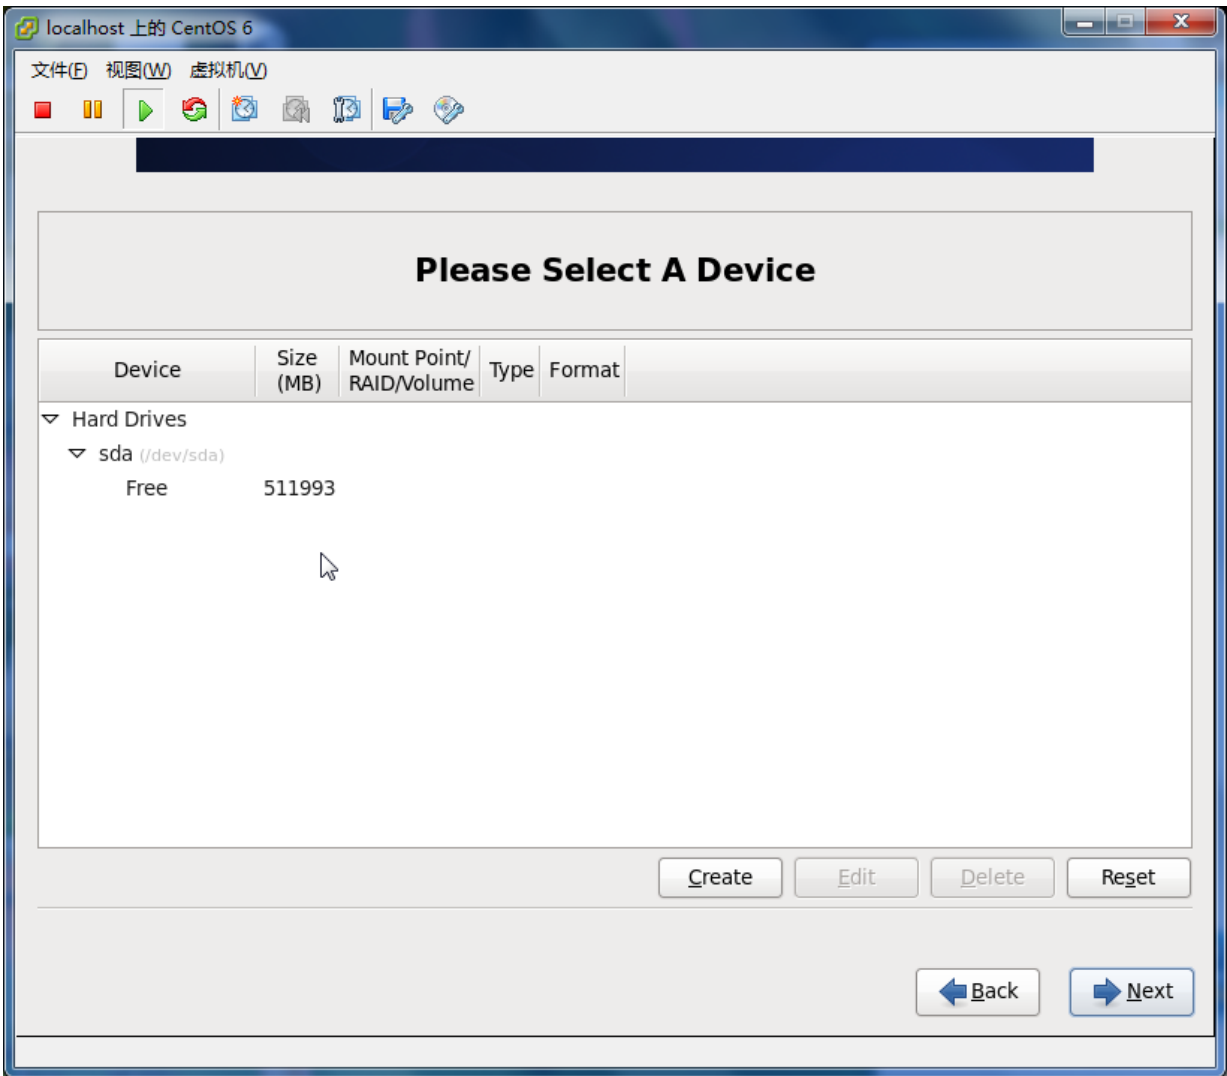 localhost 上的 CentOS 6
文件(F) 视图(W) 虚拟机(V)
Please Select A Device
Device Size (MB) Mount Point/ RAID/Volume Type Format
Hard Drives
sda (/dev/sda)
Free 511993
Create Edit Delete Reset
Back Next